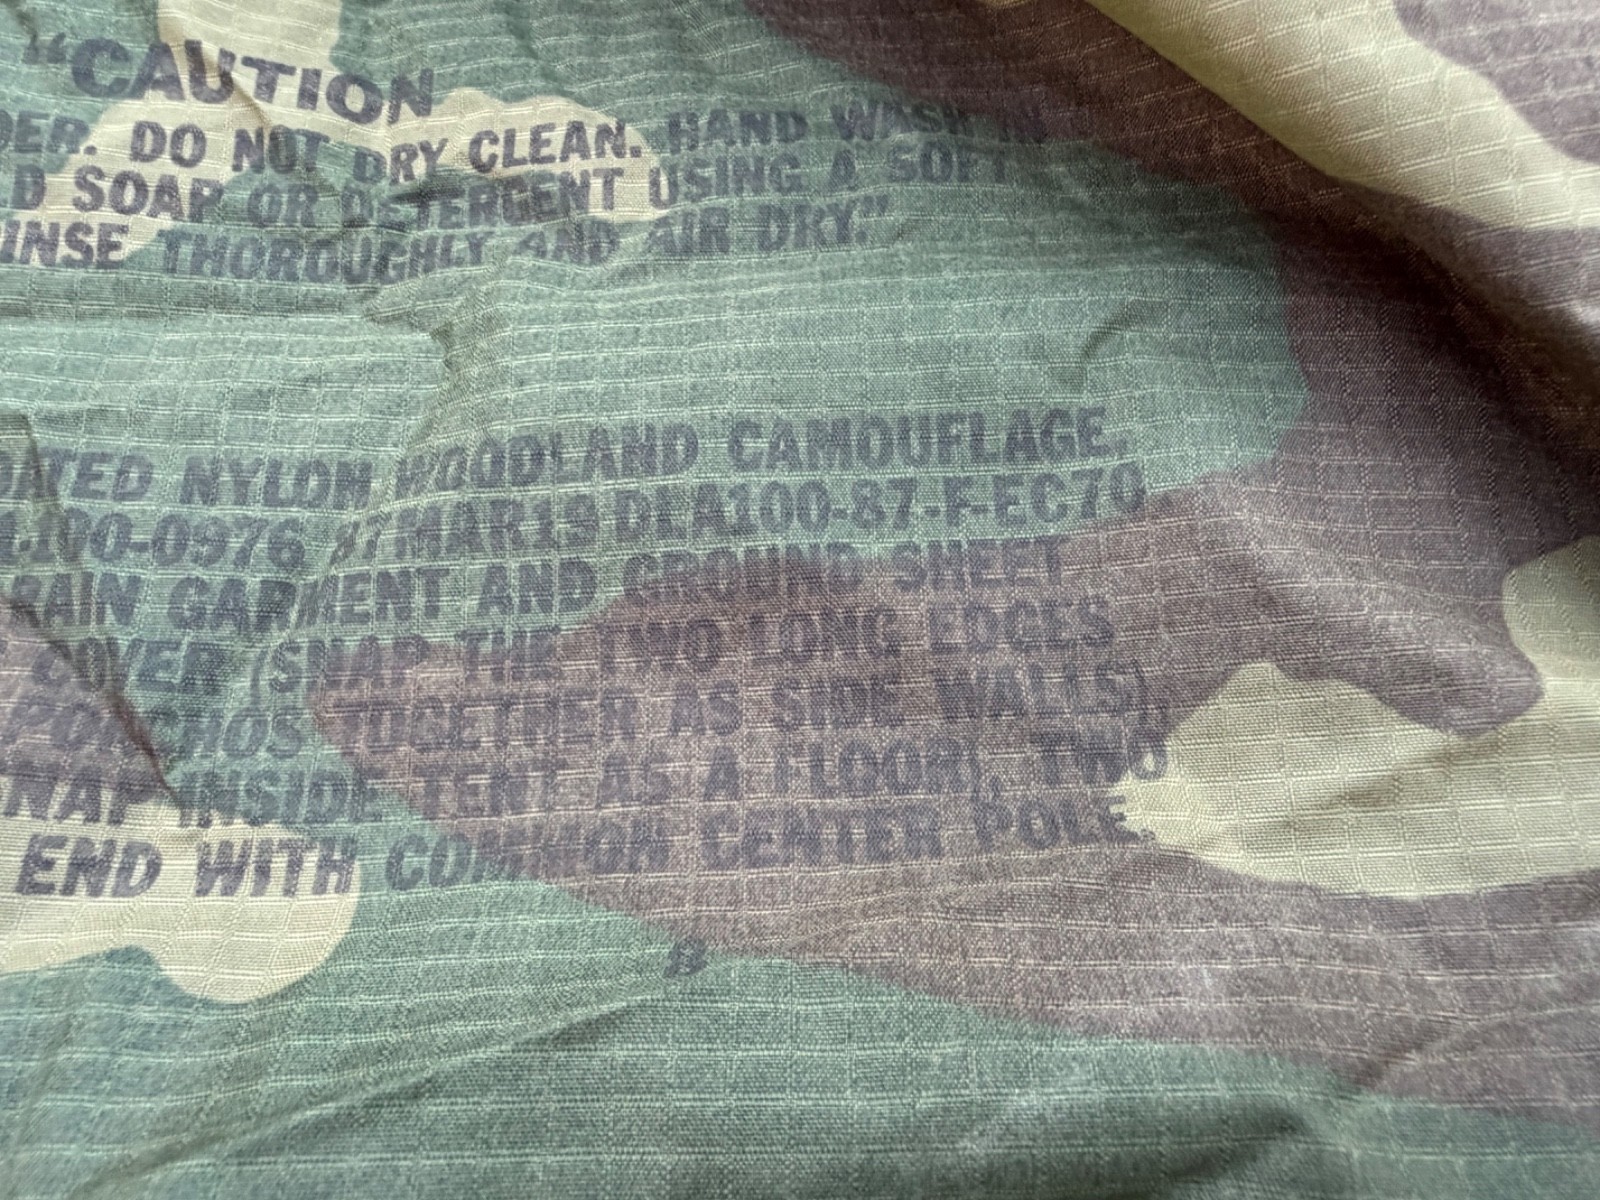 "CAUTION
DER. DO NOT DRY CLEAN. HAND WASH IN
D SOAP OR DETERGENT USING A SOFT
INSE THOROUGHLY AND AIR DRY."
OATED NYLON WOODLAND CAMOUFLAGE,
1-100-0976 87MAR19 DLA100-87-F-EC70
RAIN GARMENT AND GROUND SHEET
COVER (SNAP THE TWO LONG EDGES
PONCHOS TOGETHER AS SIDE WALLS)
NAP INSIDE TENT AS A FLOOR), TWO
END WITH COMMON CENTER POLE.
B